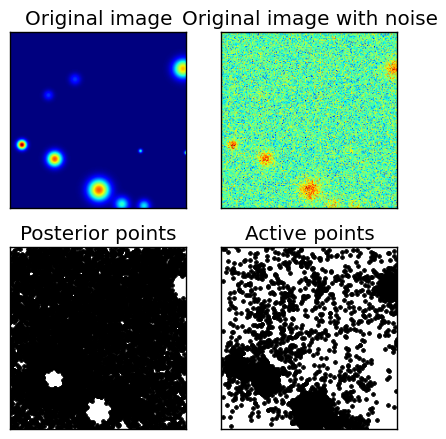 Original image
Original image with noise
Posterior points
Active points